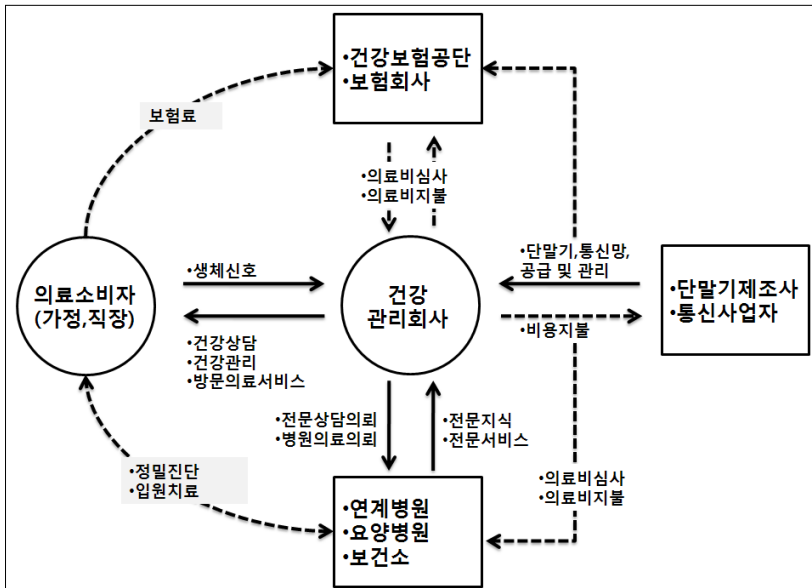 •건강보험공단
•보험회사
보험료
•의료비심사
•의료비지불
의료소비자
(가정,직장)
•생체신호
•건강상담
•건강관리
•방문의료서비스
건강
관리회사
•단말기,통신망,
공급 및 관리
•비용지불
•단말기제조사
•통신사업자
•전문상담의뢰
•병원의료의뢰
•전문지식
•전문서비스
•정밀진단
•입원치료
•의료비심사
•의료비지불
•연계병원
•요양병원
•보건소